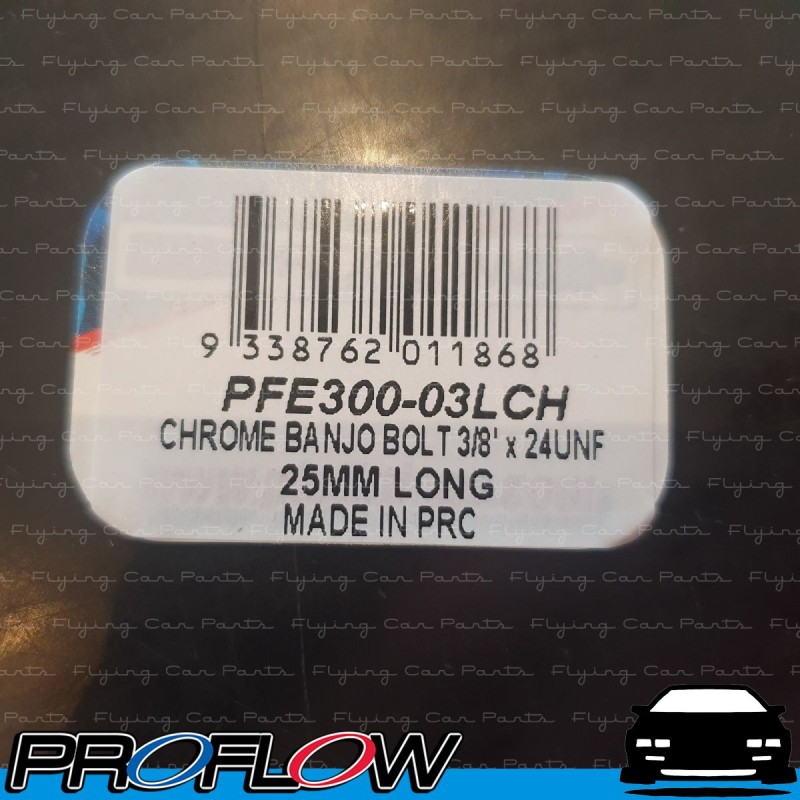 Flying Car Parts
9 338762 011868
PFE300-03LCH
CHROME BANJO BOLT 3/8' x 24UNF
25MM LONG
MADE IN PRC
PROFLOW